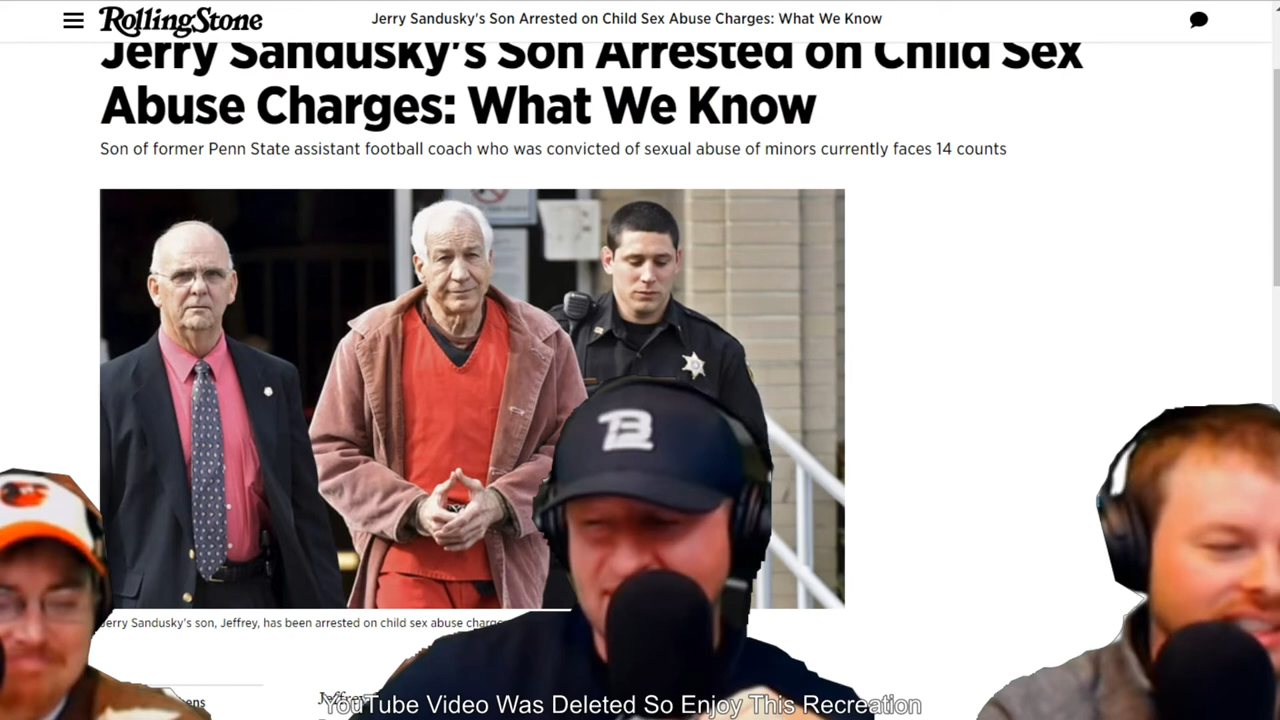 RollingStone
Jerry Sandusky's Son Arrested on Child Sex Abuse Charges: What We Know
Jerry Sandusky's Son Arrested on Child Sex
Abuse Charges: What We Know
Son of former Penn State assistant football coach who was convicted of sexual abuse of minors currently faces 14 counts
B
Jerry Sandusky's son, Jeffrey, has been arrested on child sex abuse
YouTube Video Was Deleted So Enjoy This Recreation